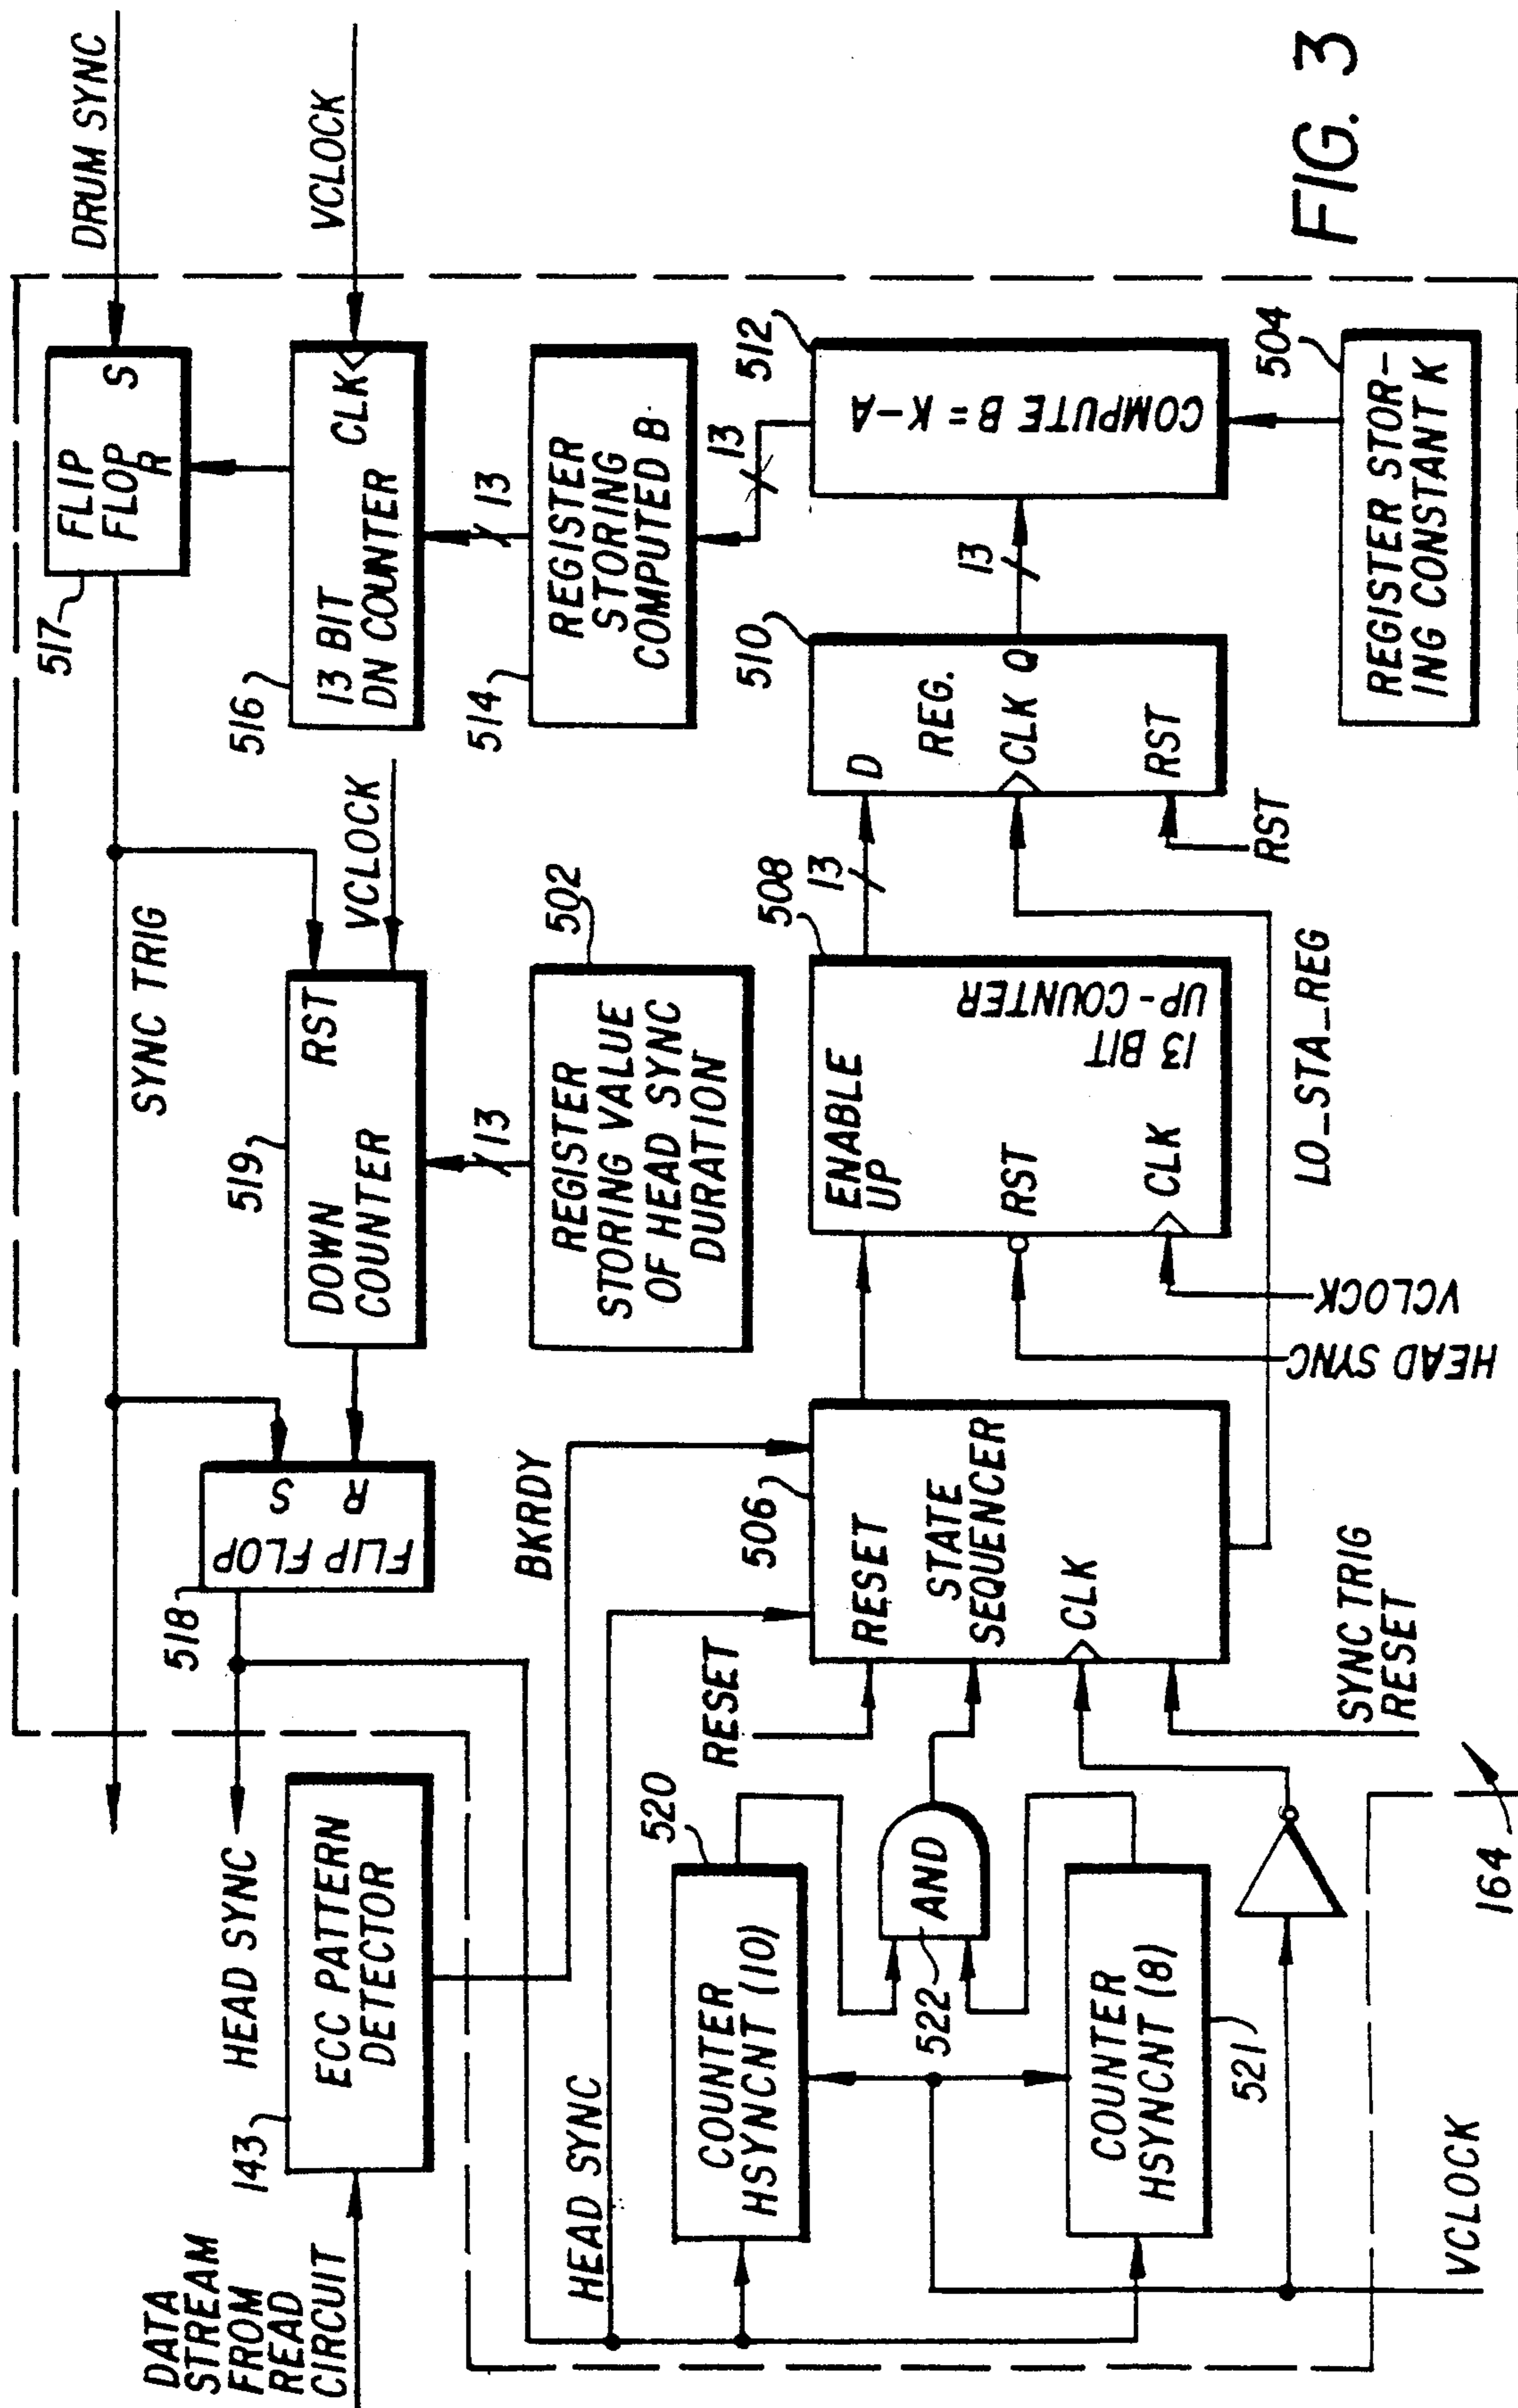 DATA
STREAM
FROM
READ
CIRCUIT
143
ECC PATTERN
DETECTOR
HEAD SYNC
518
FLIP FLOP
S
R
SYNC TRIG
519
DOWN
COUNTER
RST
VCLOCK
13
502
REGISTER
STORING VALUE
OF HEAD SYNC
DURATION
517
FLIP
FLOP
R
S
DRUM SYNC
516
13 BIT
DN COUNTER
CLK
VCLOCK
13
514
REGISTER
STORING
COMPUTED B
13
BKRDY
HEAD SYNC
520
COUNTER
HSYNCNT (10)
522
AND
COUNTER
HSYNCNT (8)
521
VCLOCK
RESET
506
RESET
STATE
SEQUENCER
CLK
SYNC TRIG
RESET
164
508
ENABLE
UP
13 BIT
UP-COUNTER
RST
CLK
HEAD SYNC
VCLOCK
LO_STA_REG
13
510
D
REG.
CLK Q
RST
RST
13
512
COMPUTE B = K-A
504
REGISTER STOR-
ING CONSTANT K
FIG. 3